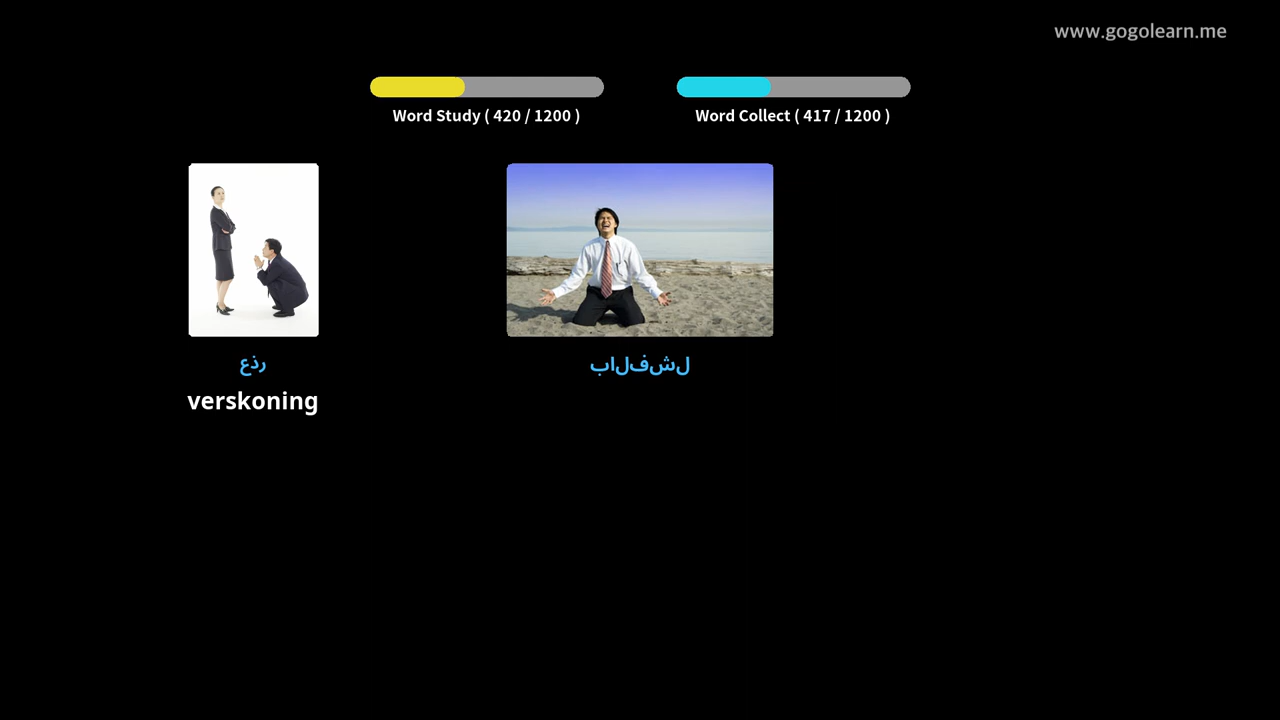 www.gogolearn.me
Word Study ( 420 / 1200 )
Word Collect ( 417 / 1200 )
عذر
verskoning
بالفشل